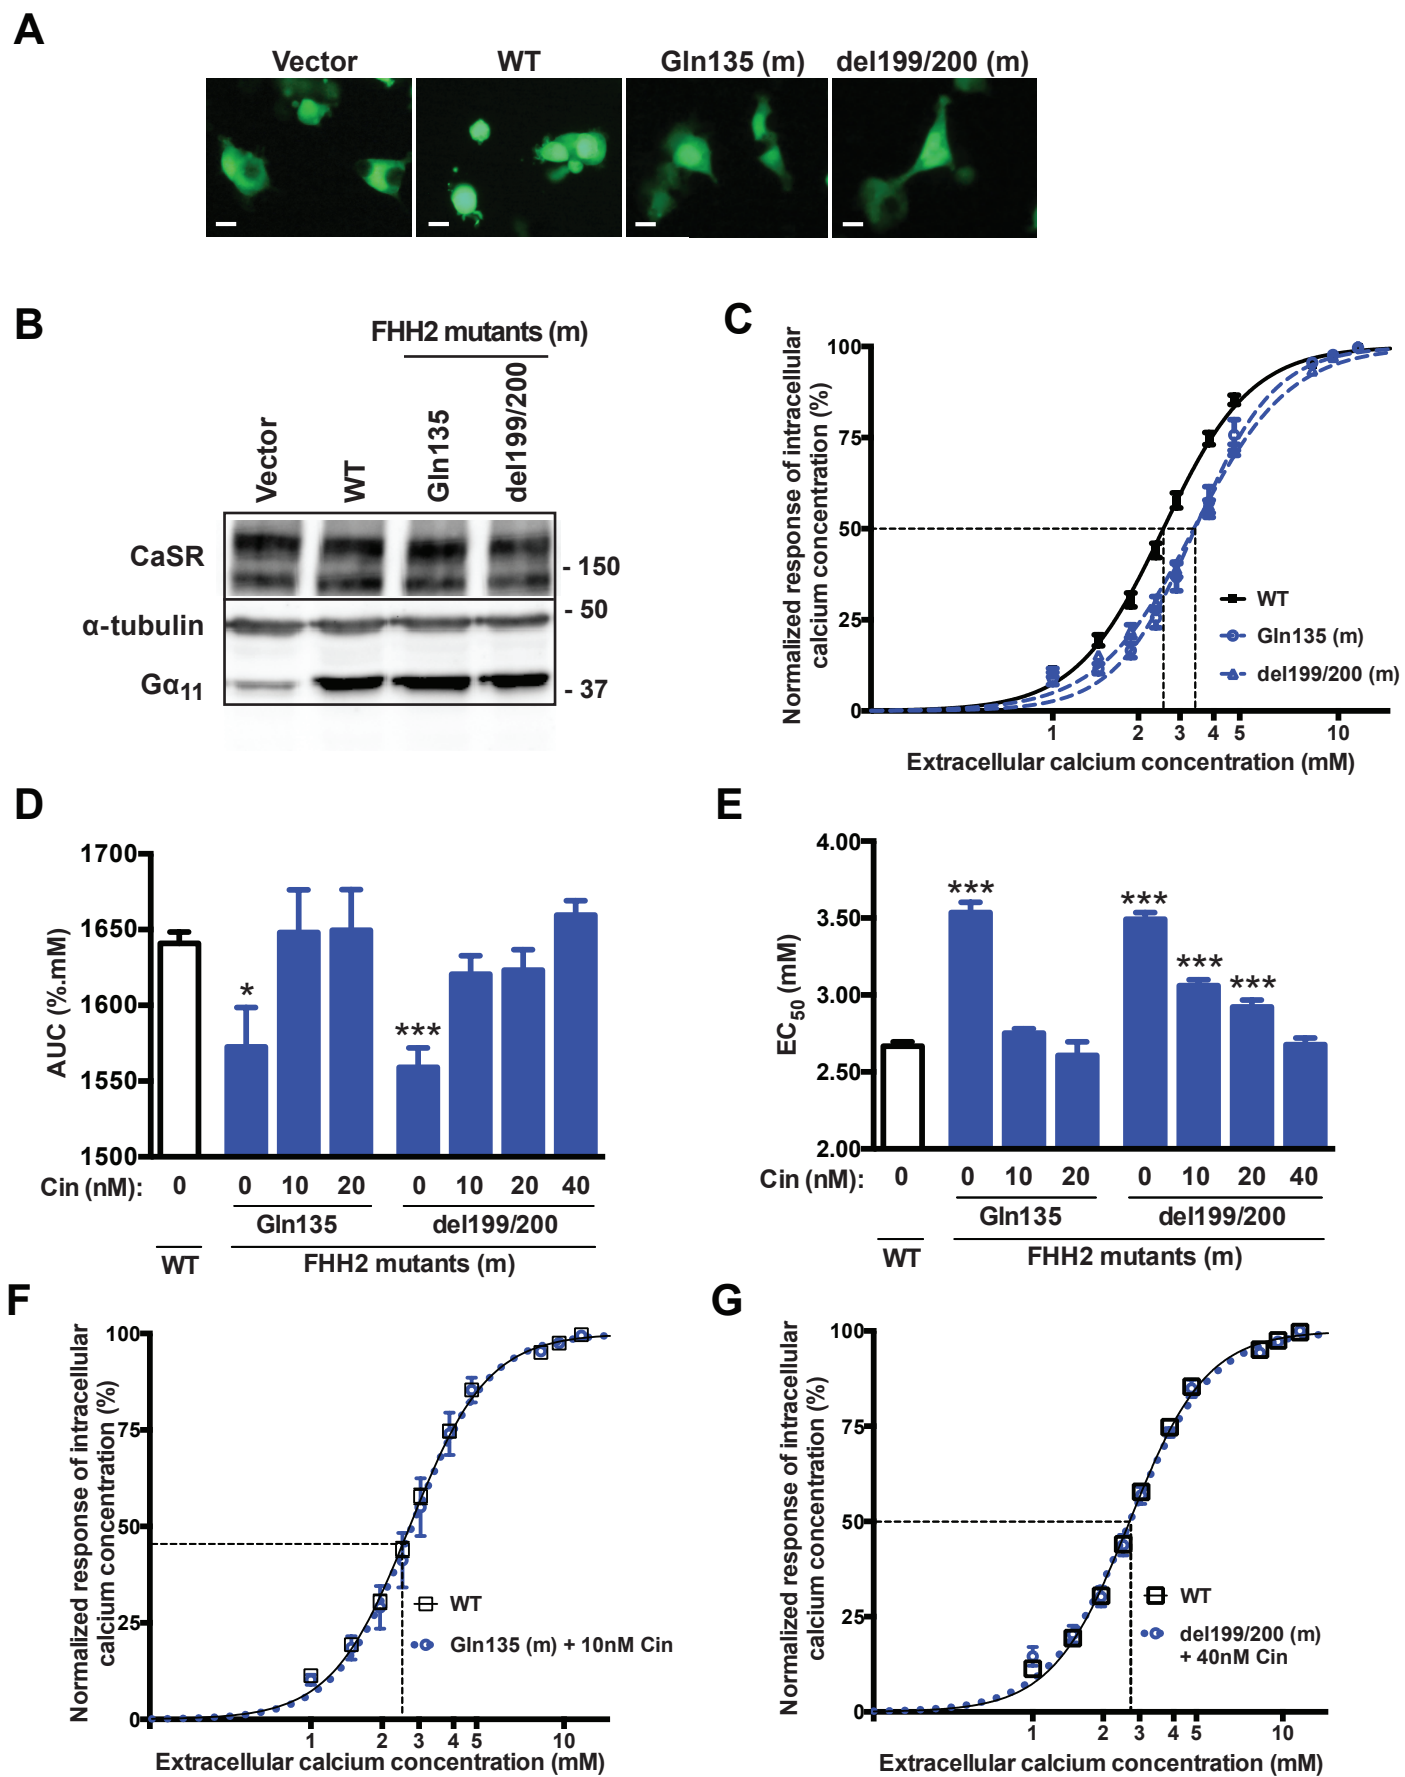 A
Vector WT Gln135 (m) del199/200 (m)
B
FHH2 mutants (m)
Vector
WT
Gln135
del199/200
CaSR
α-tubulin
Gα11
- 150
- 50
- 37
C
Normalized response of intracellular
calcium concentration (%)
100
75
50
25
0
WT
Gln135 (m)
del199/200 (m)
1 2 3 4 5 10
Extracellular calcium concentration (mM)
D
AUC (%.mM)
1700
1650
1600
1550
1500
*
***
Cin (nM): 0 0 10 20 0 10 20 40
Gln135 del199/200
WT FHH2 mutants (m)
E
EC50 (mM)
4.00
3.50
3.00
2.50
2.00
***
***
***
***
Cin (nM): 0 0 10 20 0 10 20 40
Gln135 del199/200
WT FHH2 mutants (m)
F
Normalized response of intracellular
calcium concentration (%)
100
75
50
25
0
WT
Gln135 (m) + 10nM Cin
1 2 3 4 5 10
Extracellular calcium concentration (mM)
G
Normalized response of intracellular
calcium concentration (%)
100
75
50
25
0
WT
del199/200 (m)
+ 40nM Cin
1 2 3 4 5 10
Extracellular calcium concentration (mM)